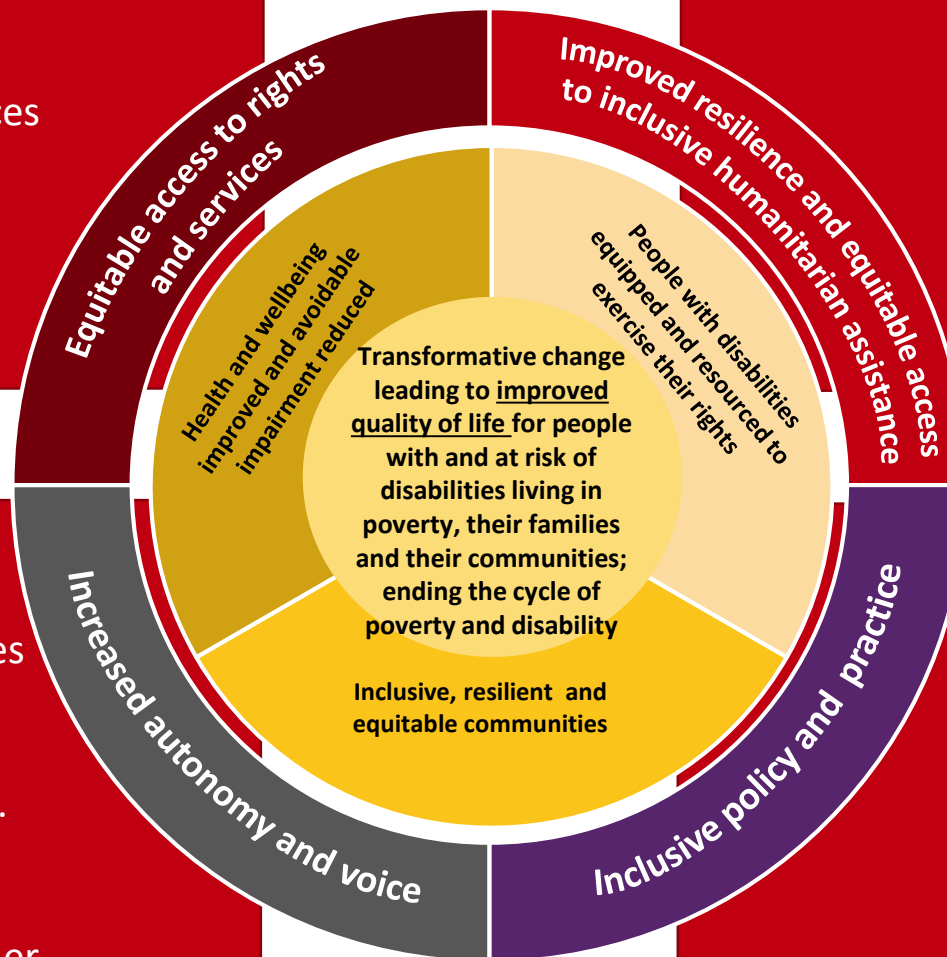 Equitable access to rights
and services
Improved resilience and equitable access
to inclusive humanitarian assistance
Health and wellbeing
improved and avoidable
impairment reduced
People with disabilities
equipped and resourced to
exercise their rights
Transformative change
leading to improved
quality of life for people
with and at risk of
disabilities living in
poverty, their families
and their communities;
ending the cycle of
poverty and disability
Inclusive, resilient and
equitable communities
Increased autonomy and voice
Inclusive policy and practice